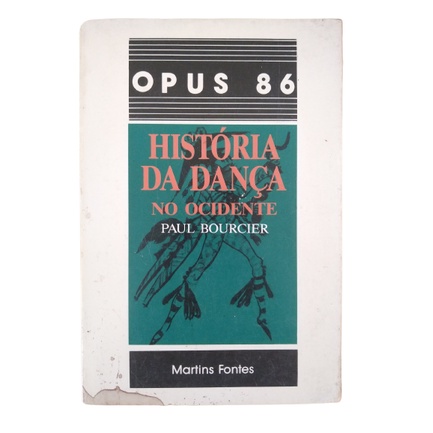 OPUS 86
HISTÓRIA
DA DANÇA
NO OCIDENTE
PAUL BOURCIER
Martins Fontes